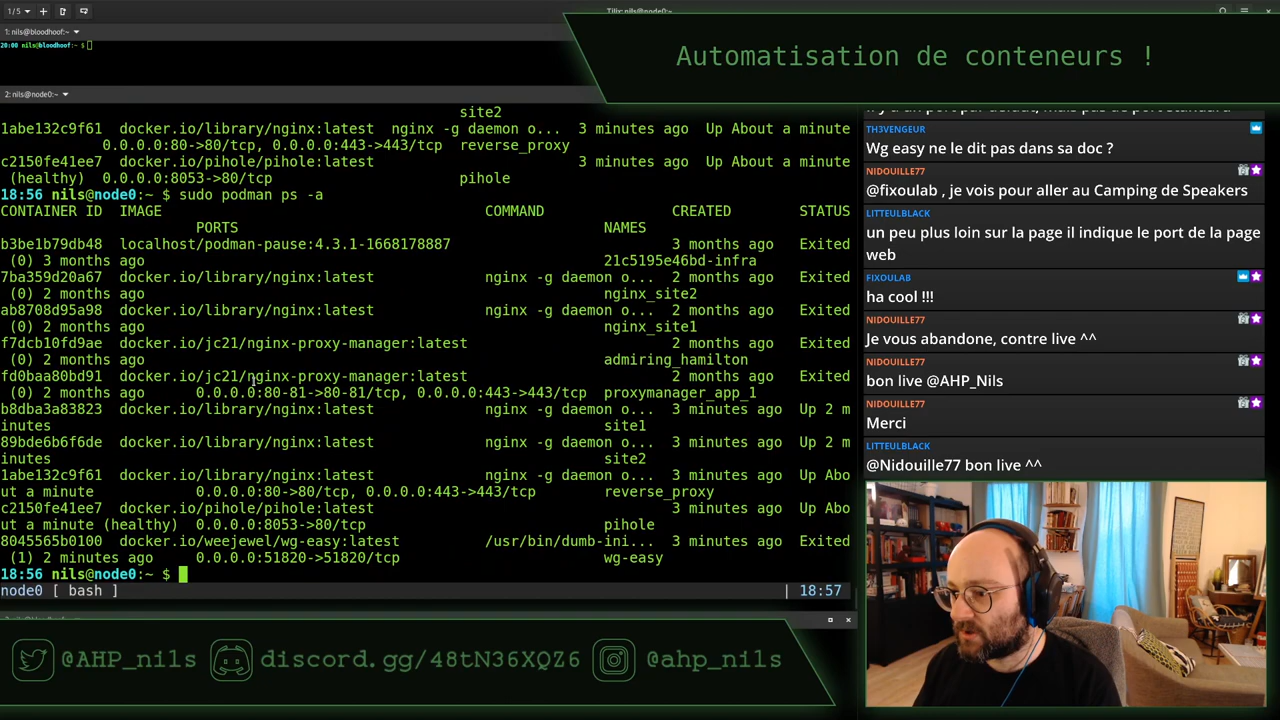 1/5
Tilix: nils@node0:~
1: nils@bloodhoof:~
20:00 nils@bloodhoof:~ $
Automatisation de conteneurs !
2: nils@node0:~
site2
1abe132c9f61 docker.io/library/nginx:latest nginx -g daemon o... 3 minutes ago Up About a minute
0.0.0.0:80->80/tcp, 0.0.0.0:443->443/tcp reverse_proxy
c2150fe41ee7 docker.io/pihole/pihole:latest 3 minutes ago Up About a minute
(healthy) 0.0.0.0:8053->80/tcp pihole
18:56 nils@node0:~ $ sudo podman ps -a
CONTAINER ID IMAGE COMMAND CREATED STATUS
PORTS NAMES
b3be1b79db48 localhost/podman-pause:4.3.1-1668178887 3 months ago Exited
(0) 3 months ago 21c5195e46bd-infra
7ba359d20a67 docker.io/library/nginx:latest nginx -g daemon o... 2 months ago Exited
(0) 2 months ago nginx_site2
ab8708d95a98 docker.io/library/nginx:latest nginx -g daemon o... 2 months ago Exited
(0) 2 months ago nginx_site1
f7dcb10fd9ae docker.io/jc21/nginx-proxy-manager:latest 2 months ago Exited
(0) 2 months ago admiring_hamilton
fd0baa80bd91 docker.io/jc21/nginx-proxy-manager:latest 2 months ago Exited
(0) 2 months ago 0.0.0.0:80-81->80-81/tcp, 0.0.0.0:443->443/tcp proxymanager_app_1
b8dba3a83823 docker.io/library/nginx:latest nginx -g daemon o... 3 minutes ago Up 2 m
inutes site1
89bde6b6f6de docker.io/library/nginx:latest nginx -g daemon o... 3 minutes ago Up 2 m
inutes site2
1abe132c9f61 docker.io/library/nginx:latest nginx -g daemon o... 3 minutes ago Up Abo
ut a minute 0.0.0.0:80->80/tcp, 0.0.0.0:443->443/tcp reverse_proxy
c2150fe41ee7 docker.io/pihole/pihole:latest 3 minutes ago Up Abo
ut a minute (healthy) 0.0.0.0:8053->80/tcp pihole
8045565b0100 docker.io/weejewel/wg-easy:latest /usr/bin/dumb-ini... 3 minutes ago Exited
(1) 2 minutes ago 0.0.0.0:51820->51820/tcp wg-easy
18:56 nils@node0:~ $
node0 [ bash ] | 18:57
TH3VENGEUR
Wg easy ne le dit pas dans sa doc ?
NIDOUILLE77
@fixoulab , je vois pour aller au Camping de Speakers
LITTEULBLACK
un peu plus loin sur la page il indique le port de la page
web
FIXOULAB
ha cool !!!
NIDOUILLE77
Je vous abandone, contre live ^^
NIDOUILLE77
bon live @AHP_Nils
NIDOUILLE77
Merci
LITTEULBLACK
@Nidouille77 bon live ^^
@AHP_nils discord.gg/48tN36XQZ6 @ahp_nils